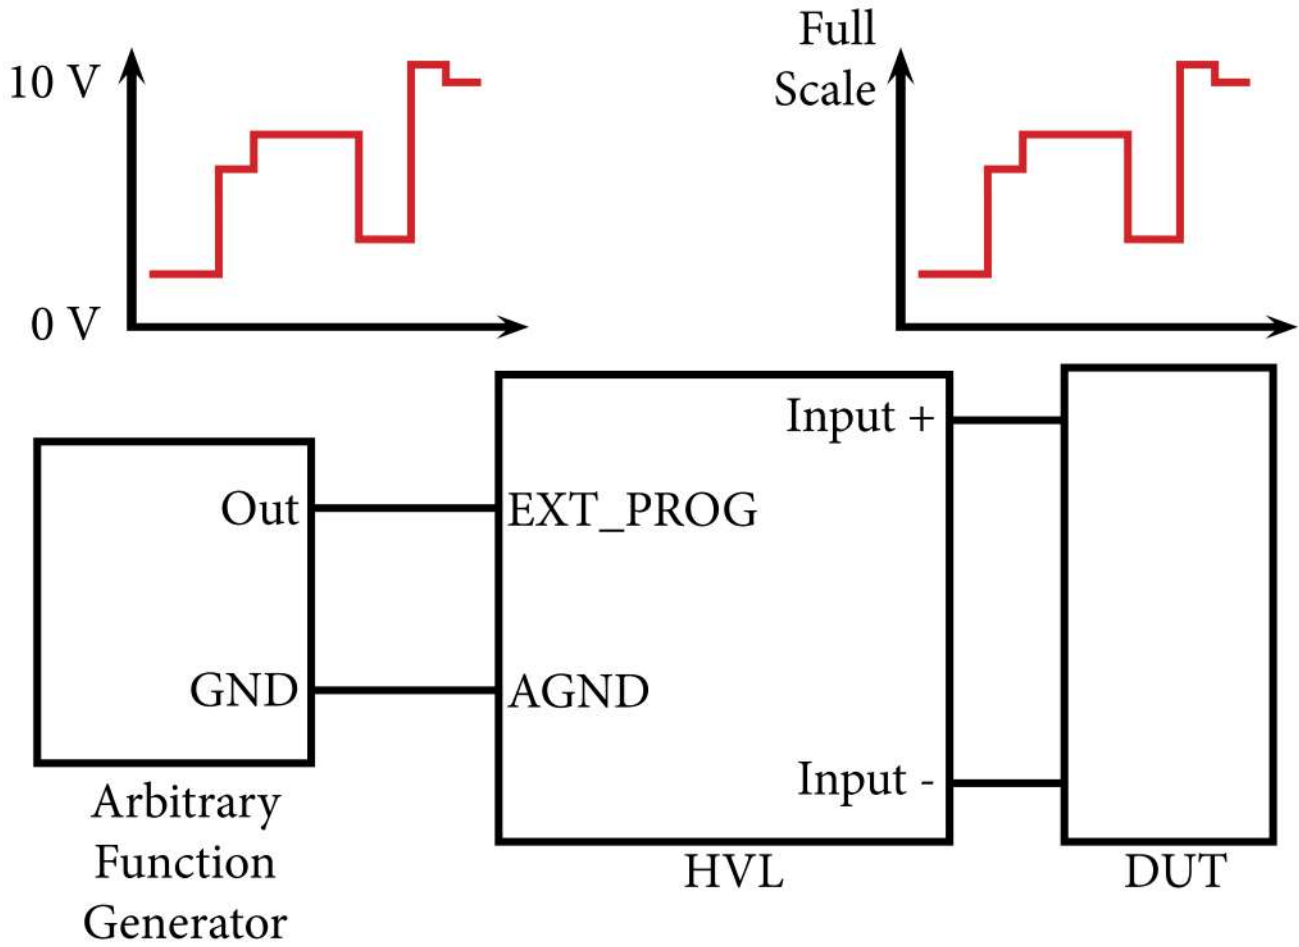 10 V
0 V
Full
Scale
Out
GND
Arbitrary
Function
Generator
EXT_PROG
AGND
Input +
Input -
HVL
DUT